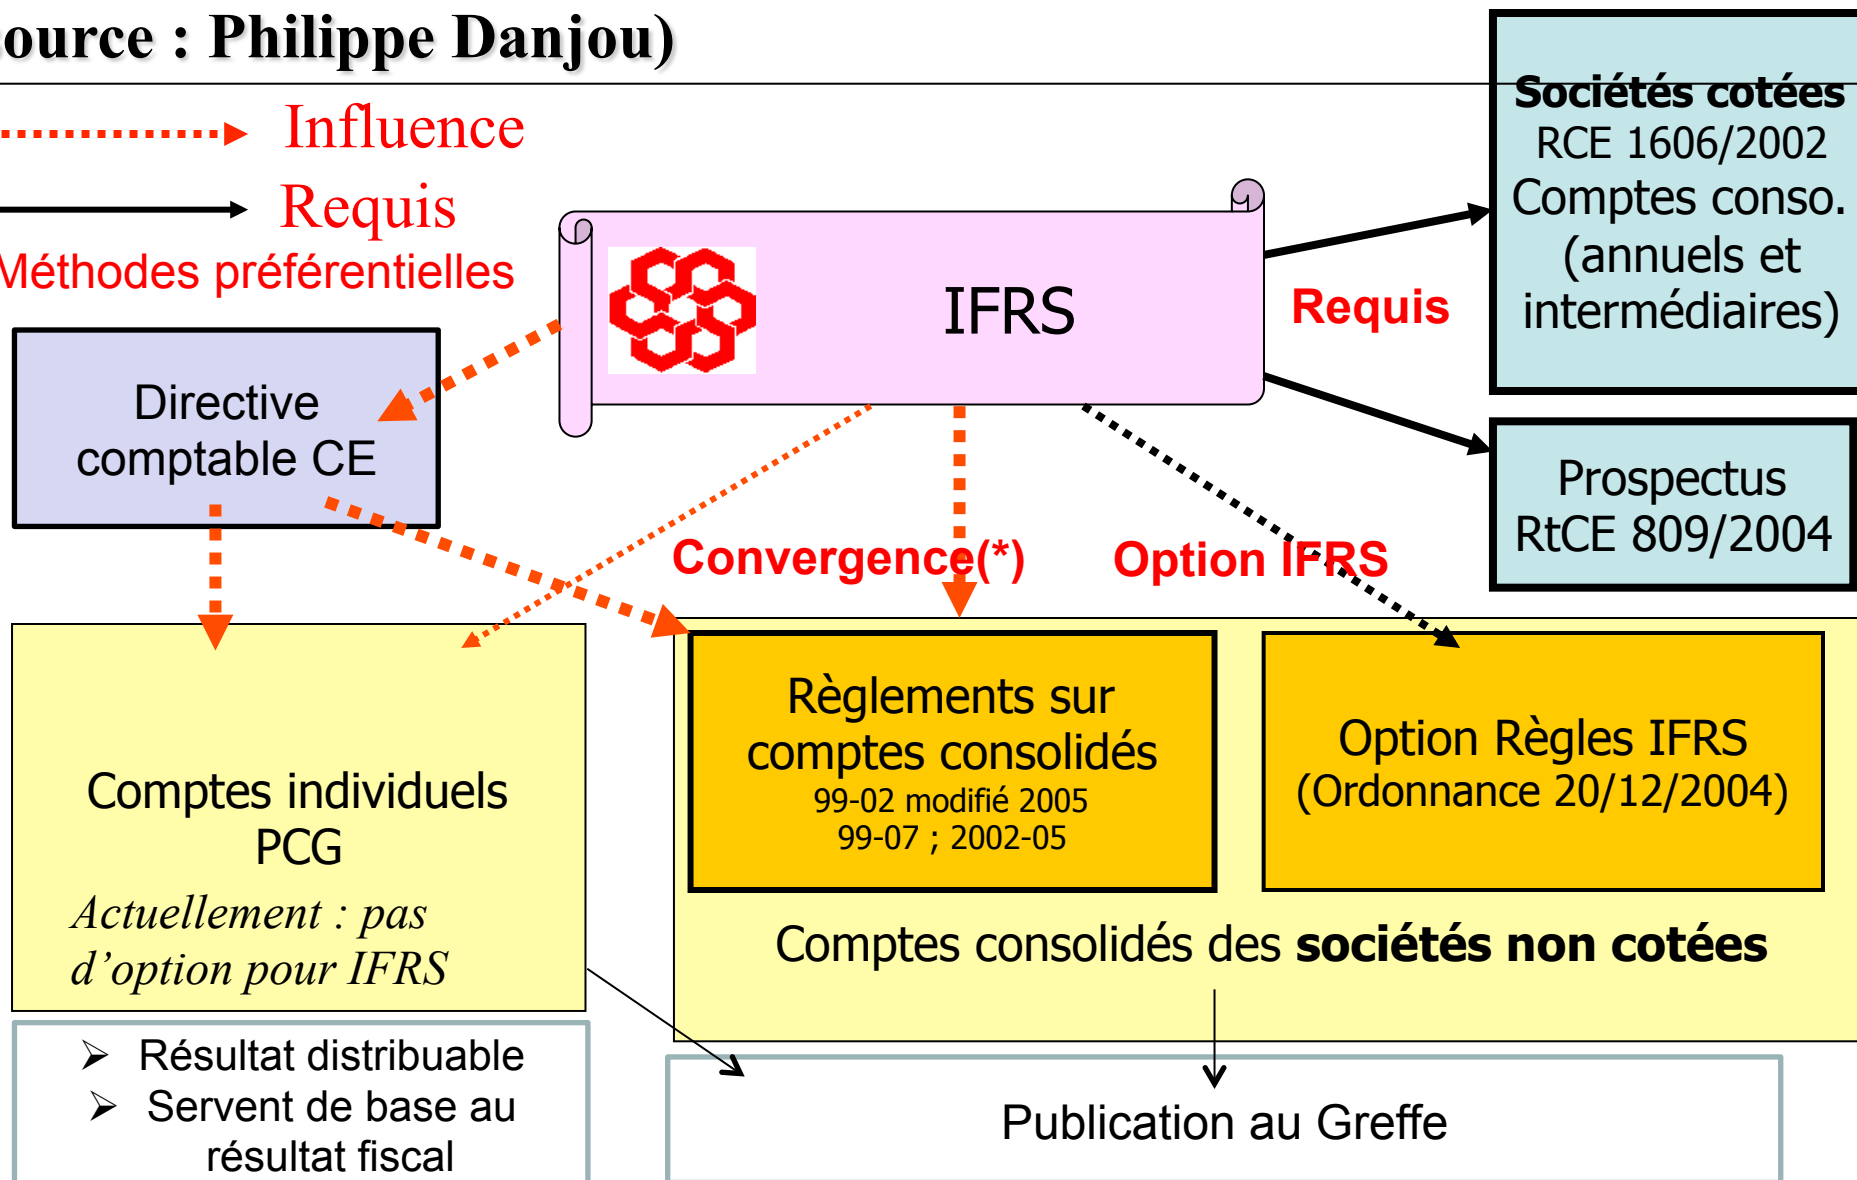 ource : Philippe Danjou)
Influence
Requis
Méthodes préférentielles
IFRS
Requis
Sociétés cotées
RCE 1606/2002
Comptes conso.
(annuels et
intermédiaires)
Directive
comptable CE
Prospectus
RtCE 809/2004
Convergence(*)
Option IFRS
Comptes individuels
PCG
Actuellement : pas
d’option pour IFRS
Règlements sur
comptes consolidés
99-02 modifié 2005
99-07 ; 2002-05
Option Règles IFRS
(Ordonnance 20/12/2004)
Comptes consolidés des sociétés non cotées
➢ Résultat distribuable
➢ Servent de base au
résultat fiscal
Publication au Greffe